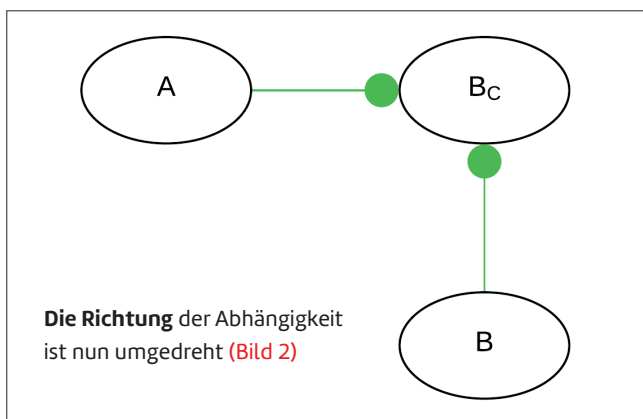 A
B_C
B
Die Richtung der Abhängigkeit
ist nun umgedreht (Bild 2)